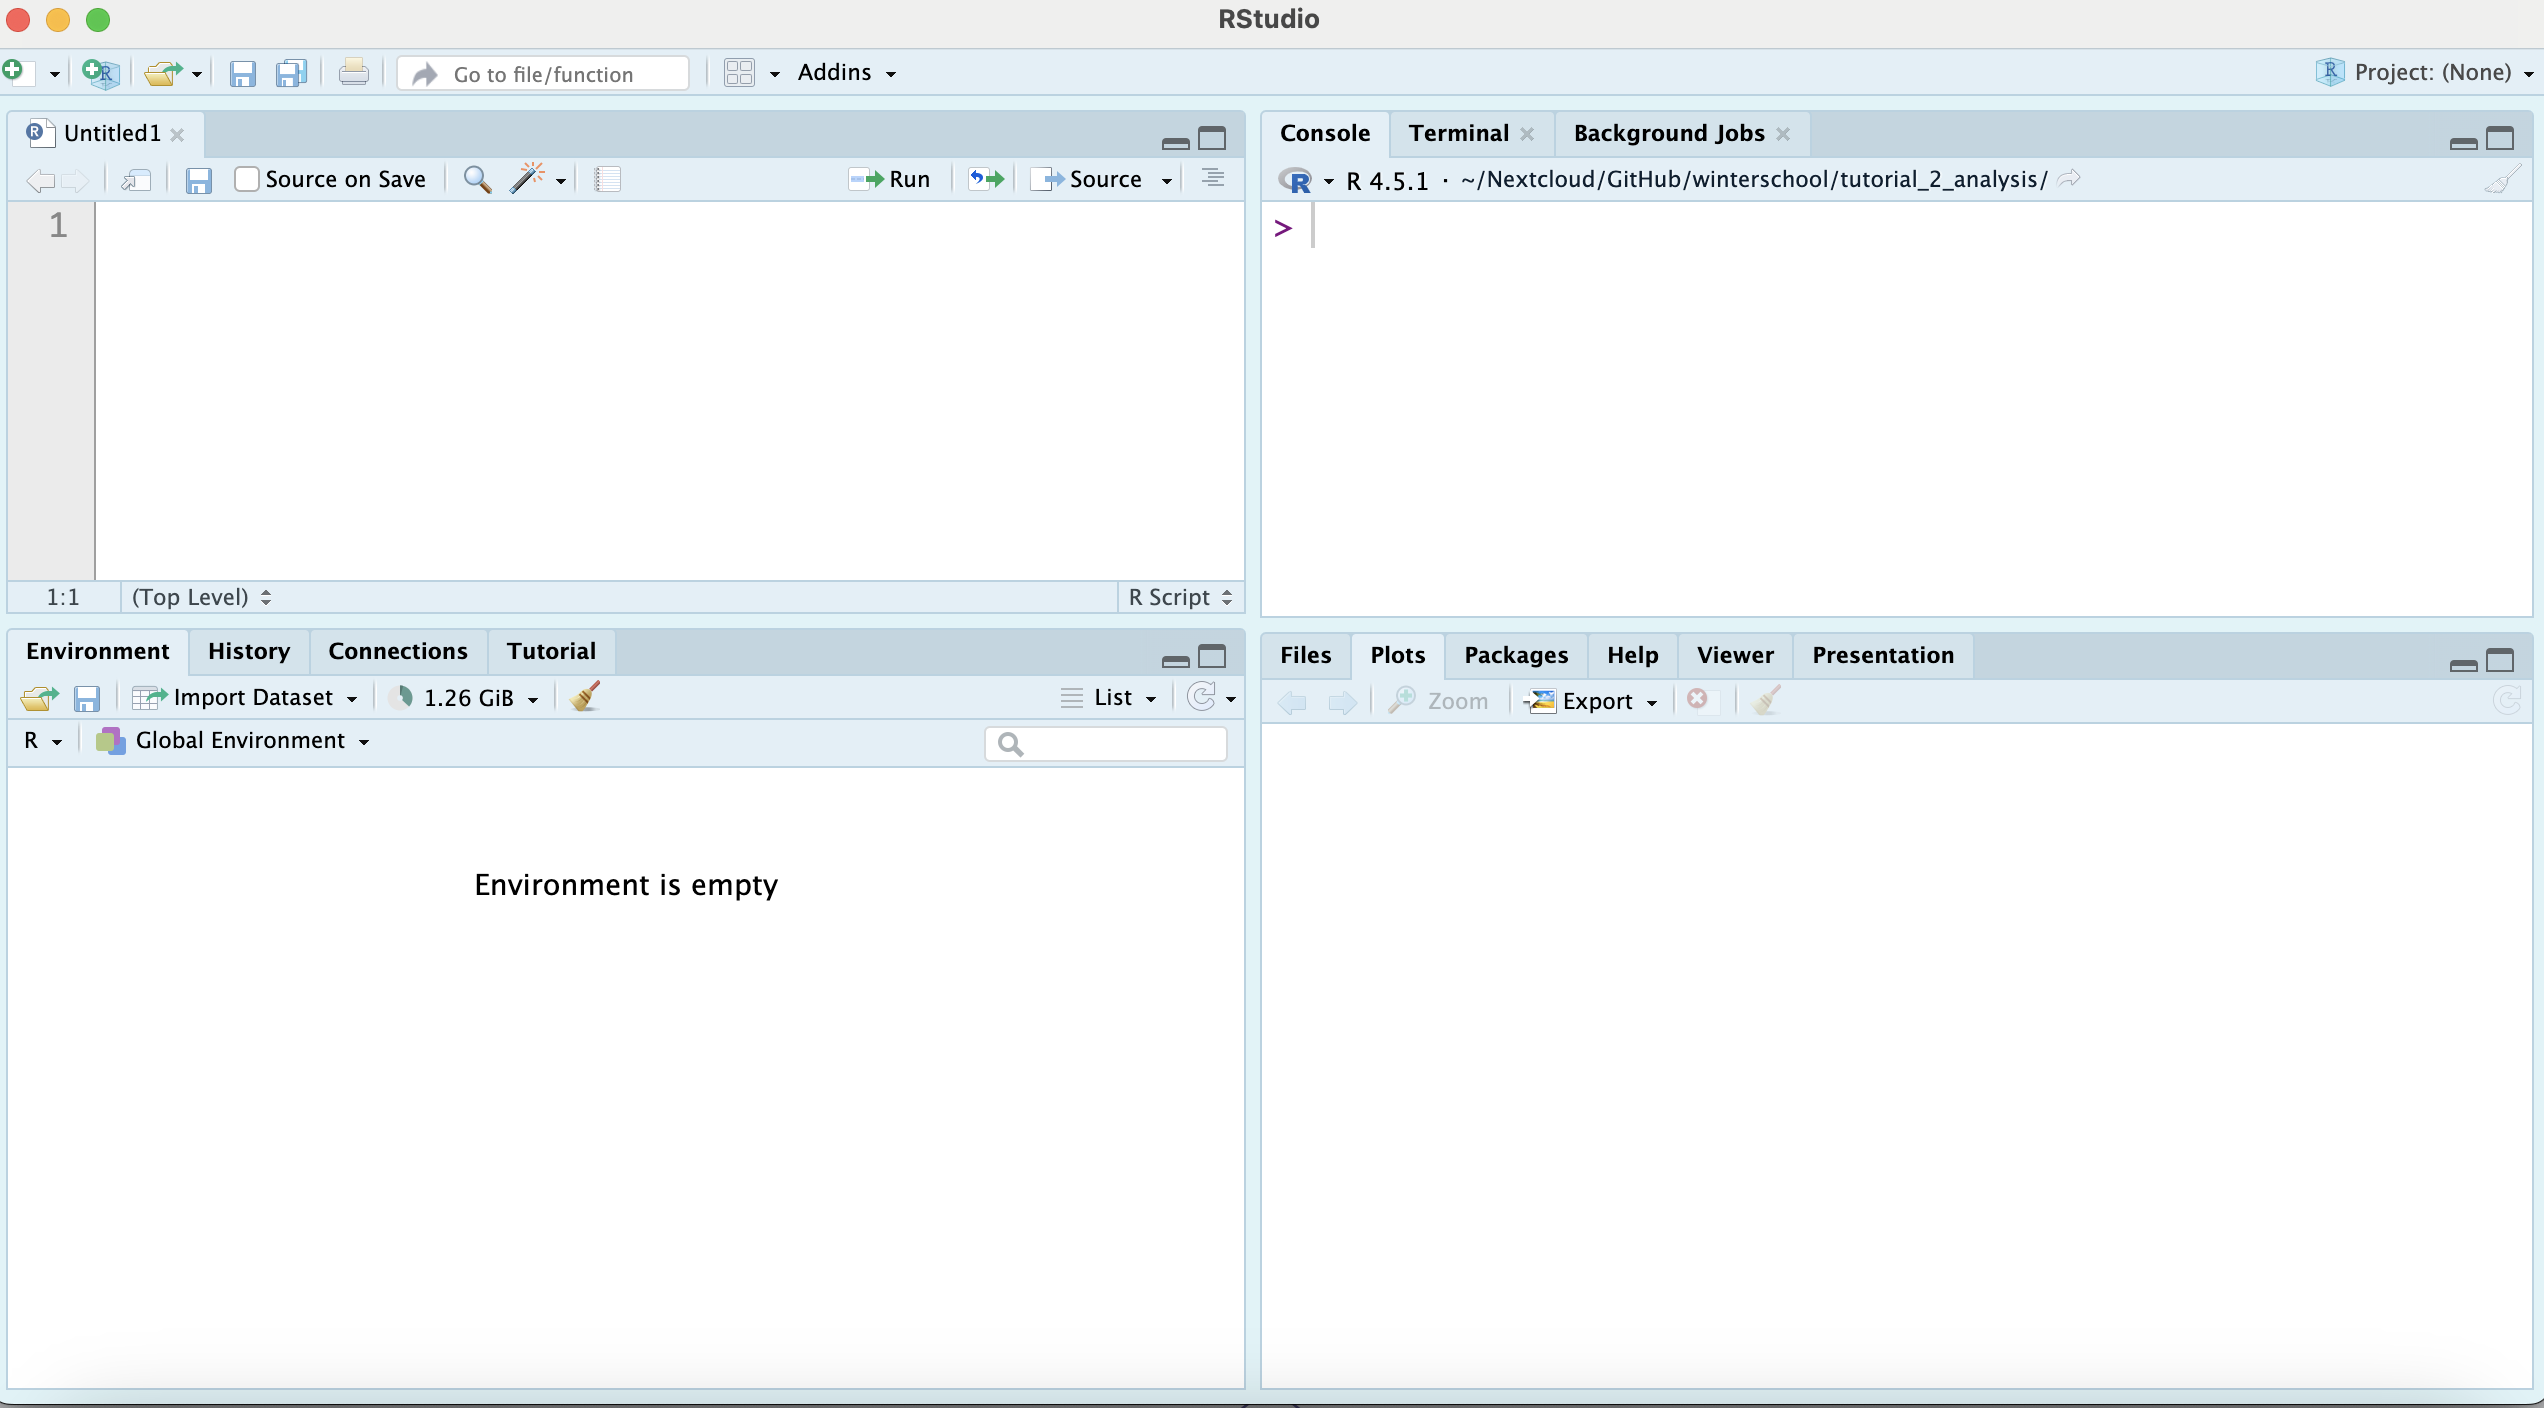 RStudio
Go to file/function
Addins
Project: (None)
Untitled1
Source on Save
Run
Source
1
1:1
(Top Level)
R Script
Console
Terminal
Background Jobs
R 4.5.1 · ~/Nextcloud/GitHub/winterschool/tutorial_2_analysis/
>
Environment
History
Connections
Tutorial
Import Dataset
1.26 GiB
List
R
Global Environment
Environment is empty
Files
Plots
Packages
Help
Viewer
Presentation
Zoom
Export